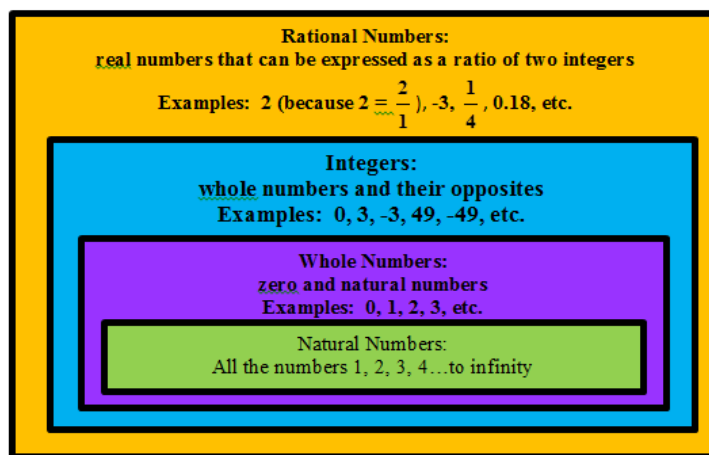 Rational Numbers:
real numbers that can be expressed as a ratio of two integers
Examples: 2 (because 2 = 2/1), -3, 1/4, 0.18, etc.
Integers:
whole numbers and their opposites
Examples: 0, 3, -3, 49, -49, etc.
Whole Numbers:
zero and natural numbers
Examples: 0, 1, 2, 3, etc.
Natural Numbers:
All the numbers 1, 2, 3, 4…to infinity